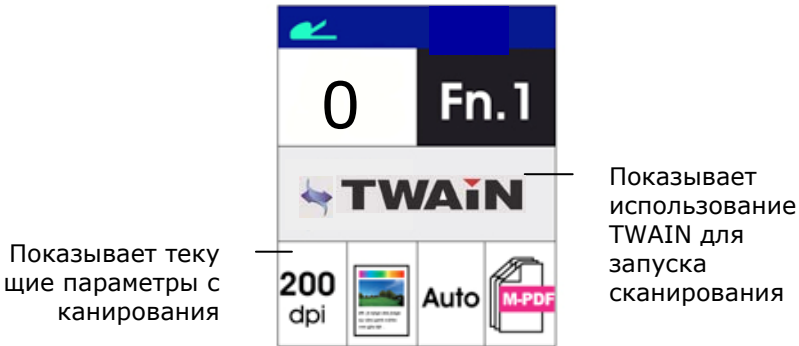 0
Fn.1
TWAIN
Показывает
использование
TWAIN для
запуска
сканирования
Показывает теку
щие параметры с
канирования
200
dpi
Auto
M-PDF